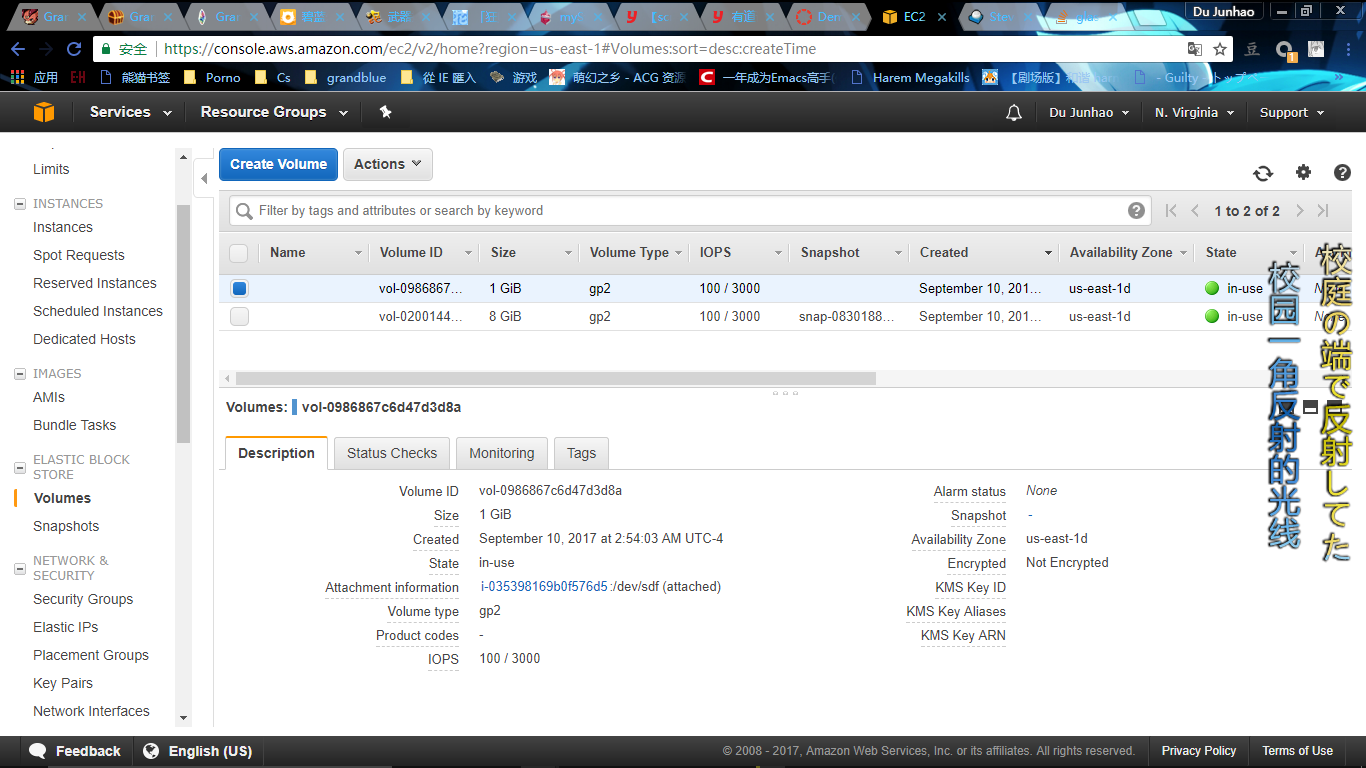 Gran
Gran
Gran
武器
[狂
myS
[sc
有道
Den
EC2
Stev
glas
Du Junhao
安全
https://console.aws.amazon.com/ec2/v2/home?region=us-east-1#Volumes:sort=desc:createTime
豆
应用
EH
熊猫书签
Porno
Cs
grandblue
從 IE 匯入
游戏
萌幻之乡 - ACG 资源
一年成为Emacs高手(
Harem Megakills
【剧场版】
- Guilty - トップペ
Services
Resource Groups
Du Junhao
N. Virginia
Support
Limits
INSTANCES
Instances
Spot Requests
Reserved Instances
Scheduled Instances
Dedicated Hosts
IMAGES
AMIs
Bundle Tasks
ELASTIC BLOCK
STORE
Volumes
Snapshots
NETWORK &
SECURITY
Security Groups
Elastic IPs
Placement Groups
Key Pairs
Network Interfaces
Create Volume
Actions
Filter by tags and attributes or search by keyword
1 to 2 of 2
Name Volume ID Size Volume Type IOPS Snapshot Created Availability Zone State
vol-0986867... 1 GiB gp2 100 / 3000 September 10, 201... us-east-1d in-use
vol-0200144... 8 GiB gp2 100 / 3000 snap-0830188... September 10, 201... us-east-1d in-use
Volumes: vol-0986867c6d47d3d8a
Description
Status Checks
Monitoring
Tags
Volume ID vol-0986867c6d47d3d8a
Size 1 GiB
Created September 10, 2017 at 2:54:03 AM UTC-4
State in-use
Attachment information i-035398169b0f576d5:/dev/sdf (attached)
Volume type gp2
Product codes -
IOPS 100 / 3000
Alarm status None
Snapshot -
Availability Zone us-east-1d
Encrypted Not Encrypted
KMS Key ID
KMS Key Aliases
KMS Key ARN
校庭の端で反射してた
校园一角反射的光线
Feedback
English (US)
© 2008 - 2017, Amazon Web Services, Inc. or its affiliates. All rights reserved.
Privacy Policy
Terms of Use